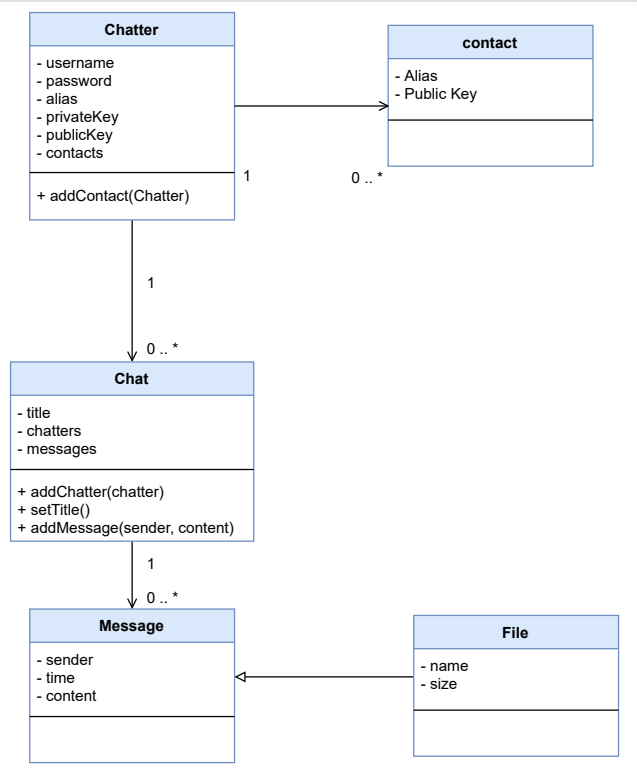 Chatter
- username
- password
- alias
- privateKey
- publicKey
- contacts
+ addContact(Chatter)
contact
- Alias
- Public Key
1
0 .. *
1
0 .. *
Chat
- title
- chatters
- messages
+ addChatter(chatter)
+ setTitle()
+ addMessage(sender, content)
1
0 .. *
Message
- sender
- time
- content
File
- name
- size